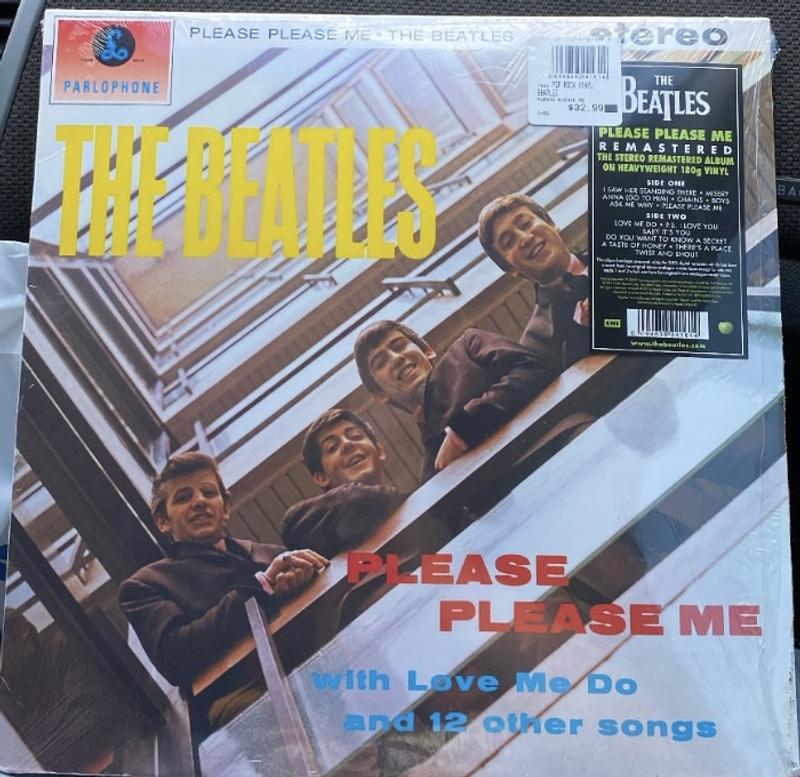 PARLOPHONE
PLEASE PLEASE ME • THE BEATLES
stereo
POP ROCK VINYL
BEATLES
PLEASE PLEASE ME
$32.99
THE BEATLES
THE
BEATLES
PLEASE PLEASE ME
REMASTERED
THE STEREO REMASTERED ALBUM
ON HEAVYWEIGHT 180g VINYL
SIDE ONE
I SAW HER STANDING THERE • MISERY
ANNA (GO TO HIM) • CHAINS • BOYS
ASK ME WHY • PLEASE PLEASE ME
SIDE TWO
LOVE ME DO • P.S. I LOVE YOU
BABY IT'S YOU
DO YOU WANT TO KNOW A SECRET
A TASTE OF HONEY • THERE'S A PLACE
TWIST AND SHOUT
EMI
www.thebeatles.com
PLEASE
PLEASE ME
with Love Me Do
and 12 other songs